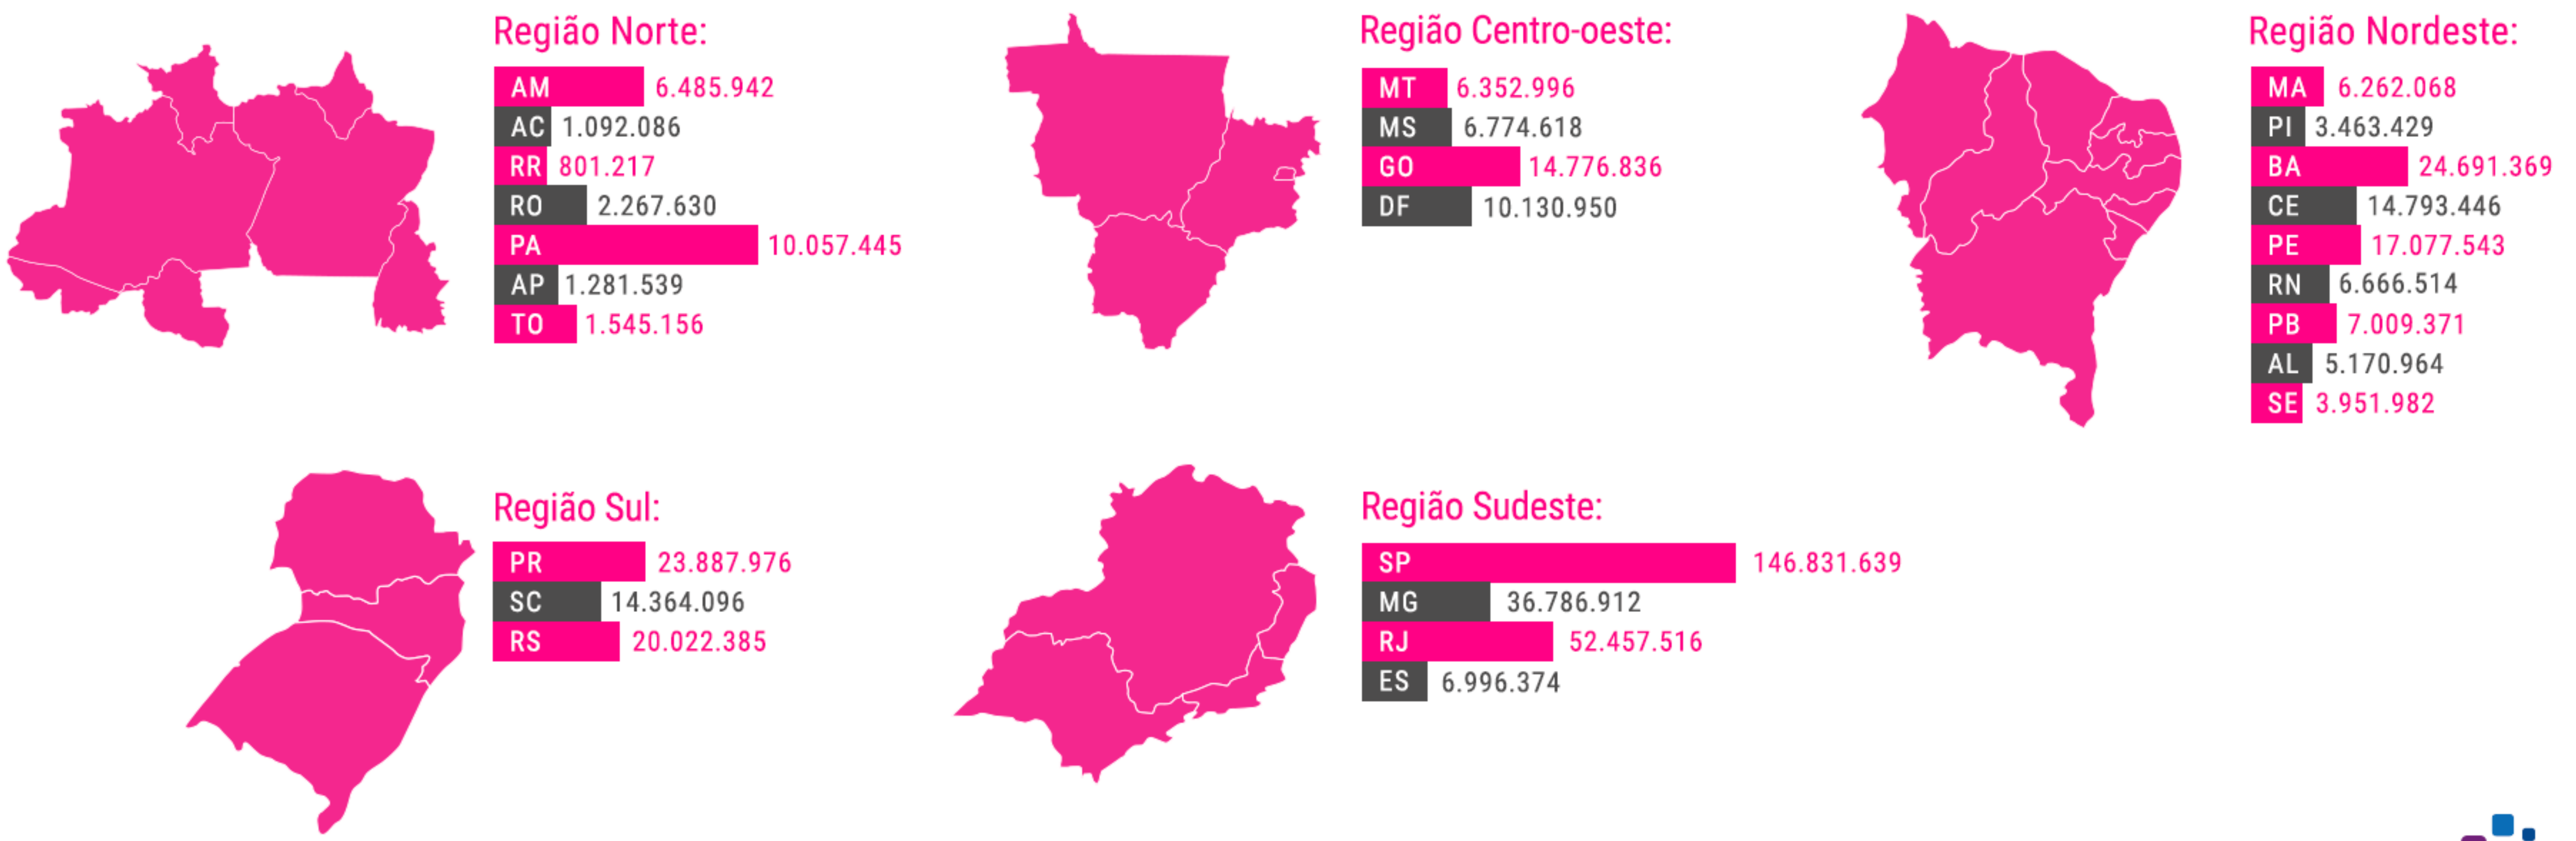 Região Norte:
AM 6.485.942
AC 1.092.086
RR 801.217
RO 2.267.630
PA 10.057.445
AP 1.281.539
TO 1.545.156
Região Centro-oeste:
MT 6.352.996
MS 6.774.618
GO 14.776.836
DF 10.130.950
Região Nordeste:
MA 6.262.068
PI 3.463.429
BA 24.691.369
CE 14.793.446
PE 17.077.543
RN 6.666.514
PB 7.009.371
AL 5.170.964
SE 3.951.982
Região Sul:
PR 23.887.976
SC 14.364.096
RS 20.022.385
Região Sudeste:
SP 146.831.639
MG 36.786.912
RJ 52.457.516
ES 6.996.374